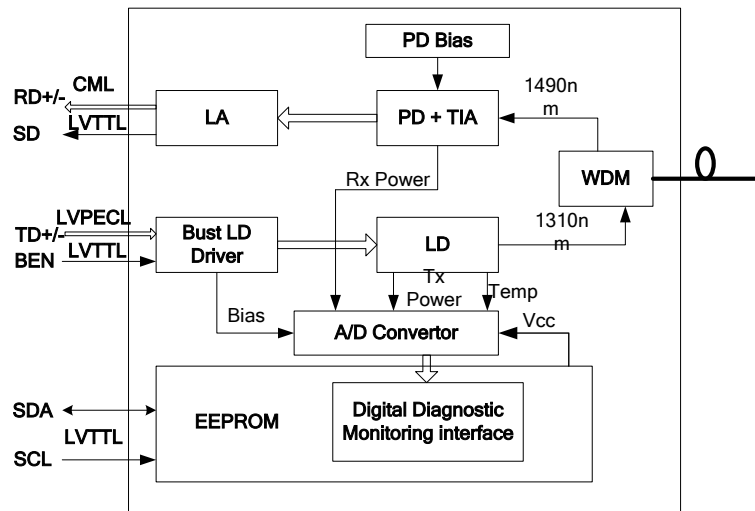 PD Bias
CML
1490n
m
RD+/-
LA
PD + TIA
SD
LVTTL
WDM
Rx Power
LVPECL
1310n
m
TD+/-
Bust LD
Driver
LD
BEN
LVTTL
Tx
Power
Temp
Bias
Vcc
A/D Convertor
SDA
EEPROM
Digital Diagnostic
Monitoring interface
LVTTL
SCL